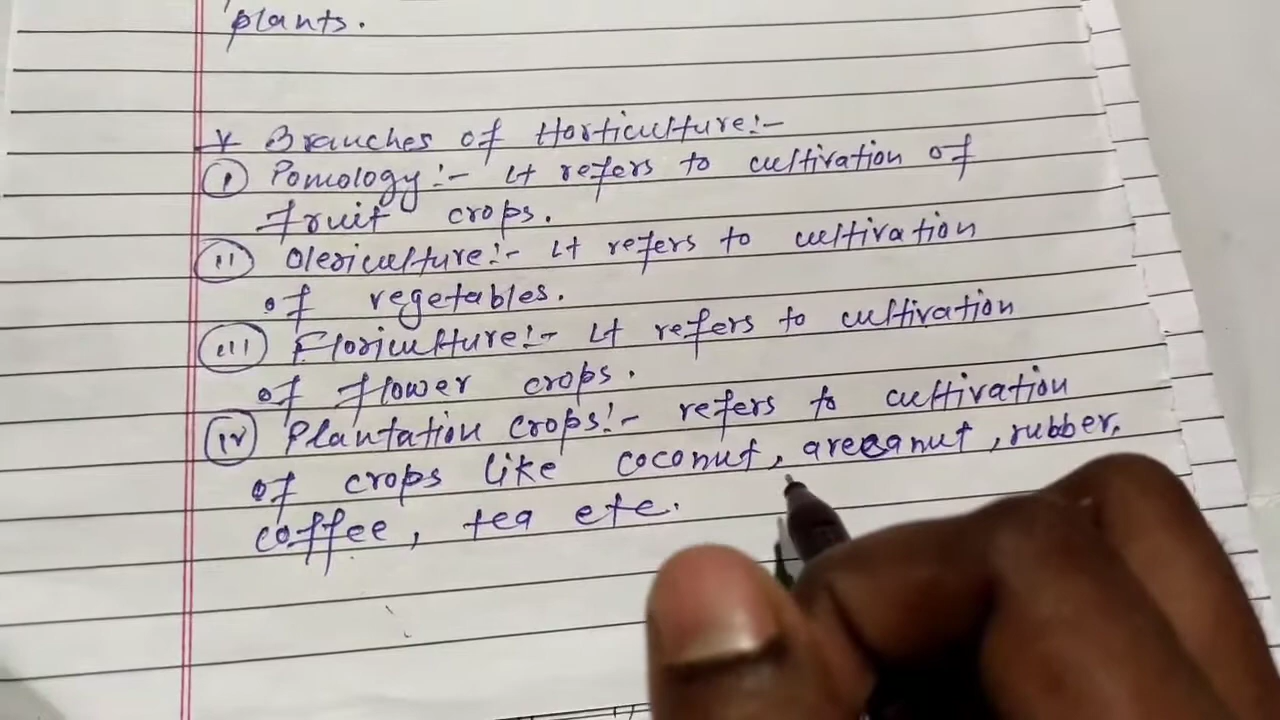 plants.
* Branches of Horticulture:-
(i) Pomology:- It refers to cultivation of
fruit crops.
(ii) Olericulture:- It refers to cultivation
of vegetables.
(iii) Floriculture:- It refers to cultivation
of flower crops.
(iv) Plantation crops:- refers to cultivation
of crops like coconut, arecanut, rubber,
coffee, tea etc.